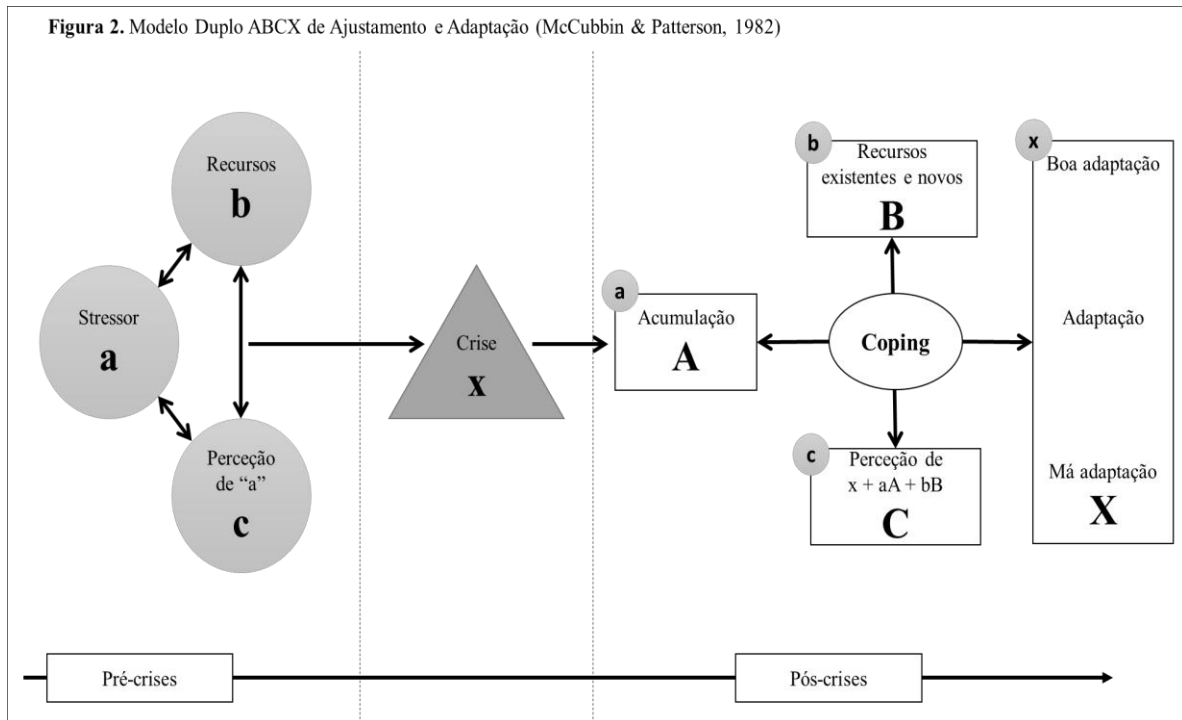 Figura 2. Modelo Duplo ABCX de Ajustamento e Adaptação (McCubbin & Patterson, 1982)
Recursos
b
Stressor
a
Perceção
de “a”
c
Crise
x
a
Acumulação
A
b
Recursos
existentes e novos
B
Coping
c
Perceção de
x + aA + bB
C
x
Boa adaptação
Adaptação
Má adaptação
X
Pré-crises
Pós-crises